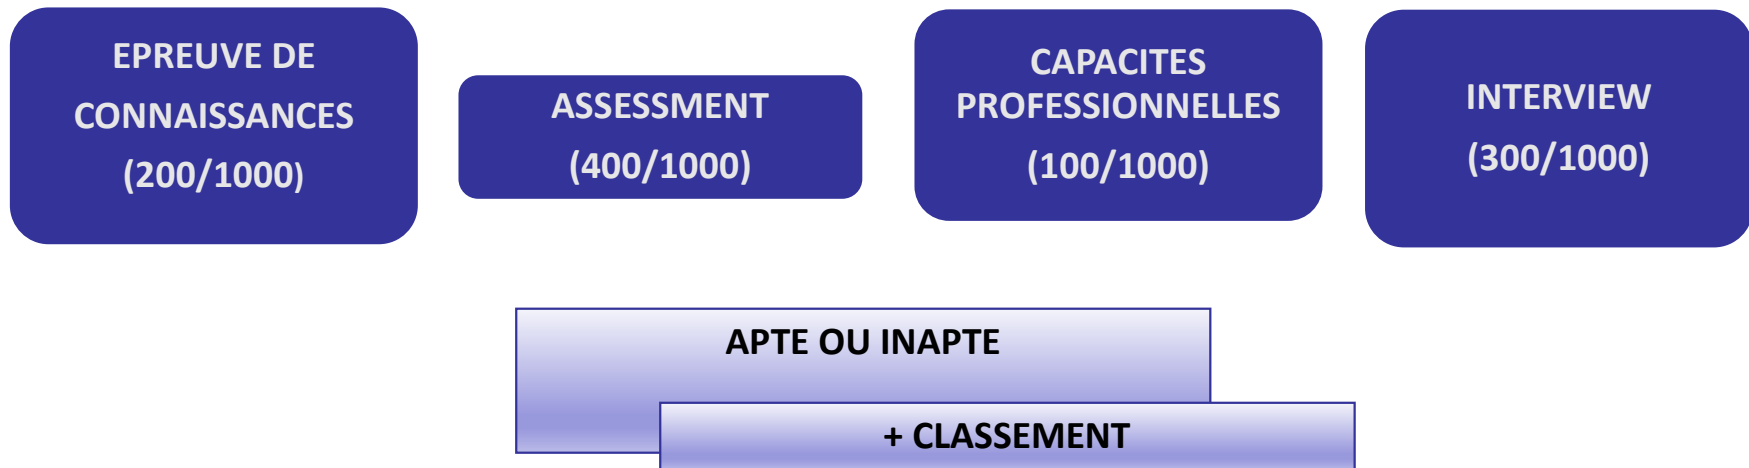 EPREUVE DE
CONNAISSANCES
(200/1000)
ASSESSMENT
(400/1000)
CAPACITES
PROFESSIONNELLES
(100/1000)
INTERVIEW
(300/1000)
APTE OU INAPTE
+ CLASSEMENT